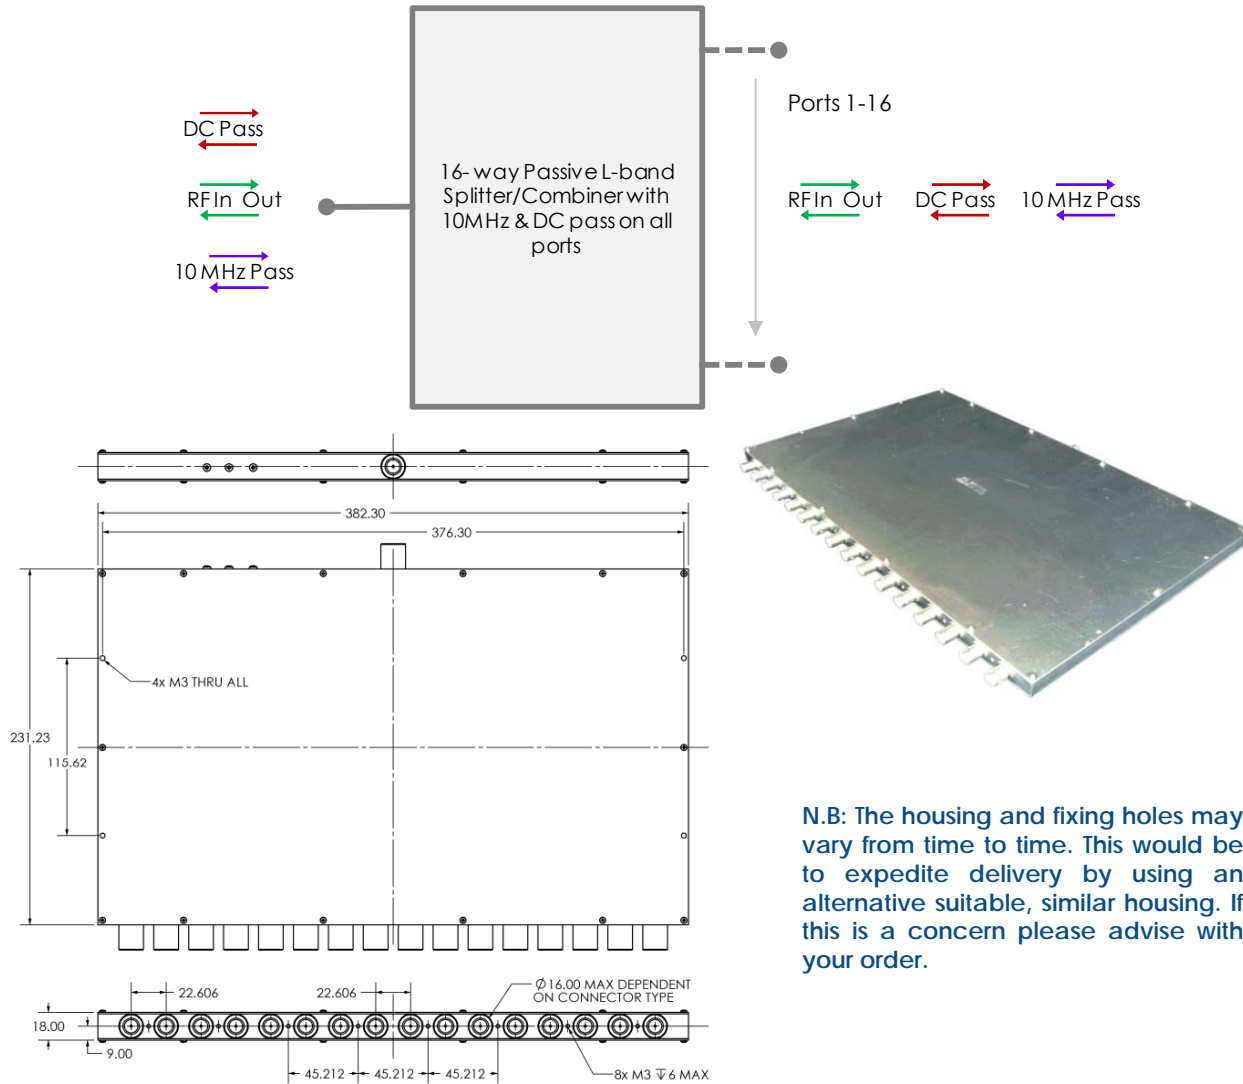 DC Pass
RF In Out
10 MHz Pass
16- way Passive L-band
Splitter/Combiner with
10MHz & DC pass on all
ports
Ports 1-16
RF In Out DC Pass 10 MHz Pass
382.30
376.30
4x M3 THRU ALL
231.23
115.62
N.B: The housing and fixing holes may
vary from time to time. This would be
to expedite delivery by using an
alternative suitable, similar housing. If
this is a concern please advise with
your order.
22.606
22.606
Ø16.00 MAX DEPENDENT
ON CONNECTOR TYPE
18.00
9.00
45.212
45.212
45.212
8x M3 ↧6 MAX